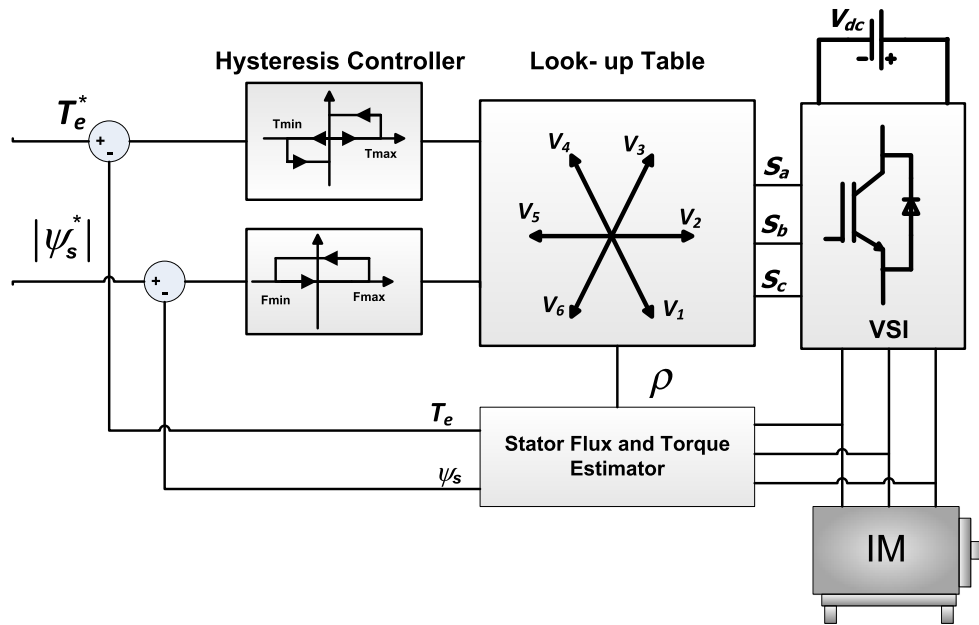 V_dc
- +
Hysteresis Controller
Look- up Table
T_e^*
+
-
Tmin
Tmax
V_4
V_3
V_5
V_2
V_6
V_1
S_a
S_b
S_c
|ψ_s^*|
+
-
Fmin
Fmax
VSI
ρ
T_e
Stator Flux and Torque
Estimator
ψ_s
IM